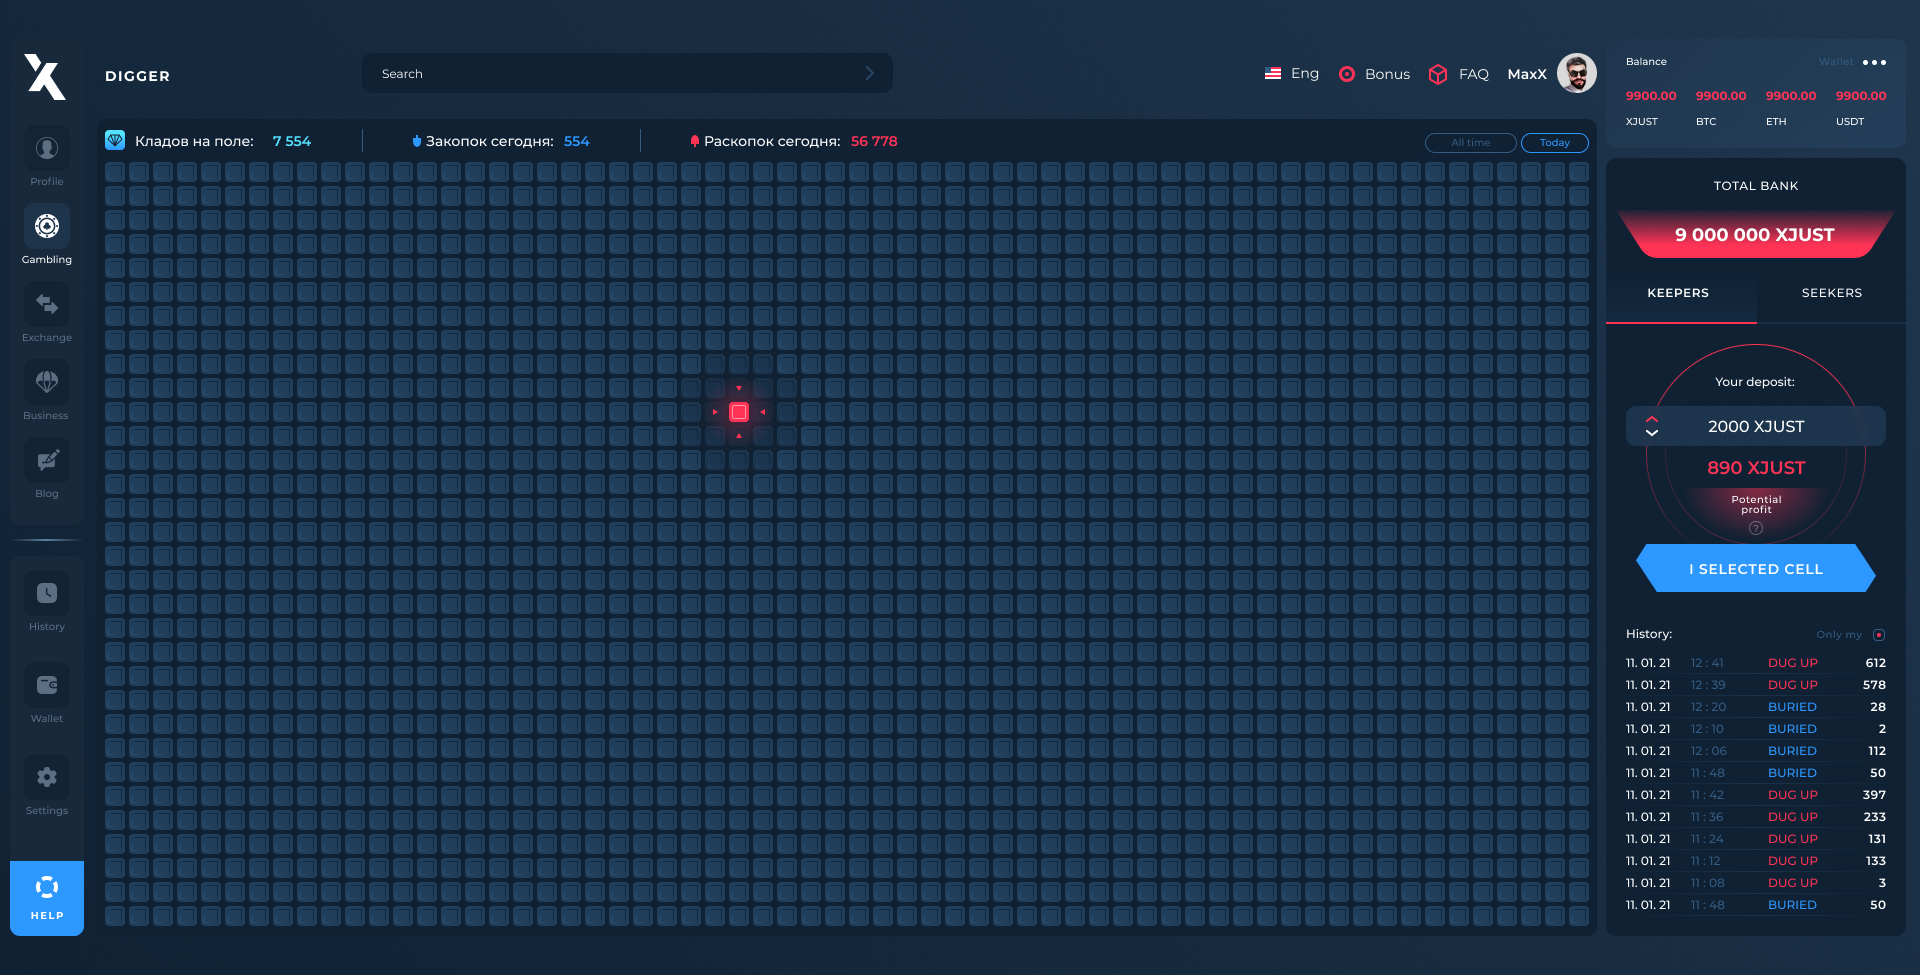 DIGGER
Search
Eng
Bonus
FAQ
MaxX
Profile
Gambling
Exchange
Business
Blog
History
Wallet
Settings
HELP
Кладов на поле: 7 554
Закопок сегодня: 554
Раскопок сегодня: 56 778
All time
Today
Balance
Wallet
9900.00 9900.00 9900.00 9900.00
XJUST BTC ETH USDT
TOTAL BANK
9 000 000 XJUST
KEEPERS
SEEKERS
Your deposit:
2000 XJUST
890 XJUST
Potential
profit
?
I SELECTED CELL
History:
Only my
11. 01. 21 12 : 41 DUG UP 612
11. 01. 21 12 : 39 DUG UP 578
11. 01. 21 12 : 20 BURIED 28
11. 01. 21 12 : 10 BURIED 2
11. 01. 21 12 : 06 BURIED 112
11. 01. 21 11 : 48 BURIED 50
11. 01. 21 11 : 42 DUG UP 397
11. 01. 21 11 : 36 DUG UP 233
11. 01. 21 11 : 24 DUG UP 131
11. 01. 21 11 : 12 DUG UP 133
11. 01. 21 11 : 08 DUG UP 3
11. 01. 21 11 : 48 BURIED 50